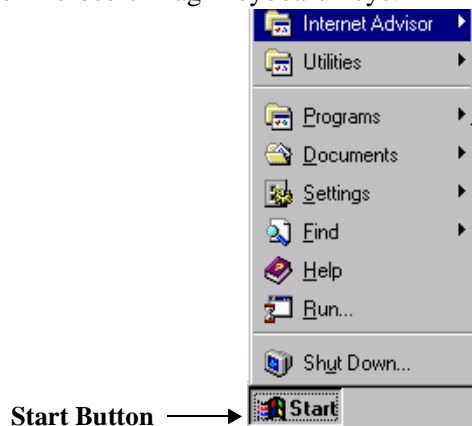 Internet Advisor
Utilities
Programs
Documents
Settings
Find
Help
Run...
Shut Down...
Start Button
Start